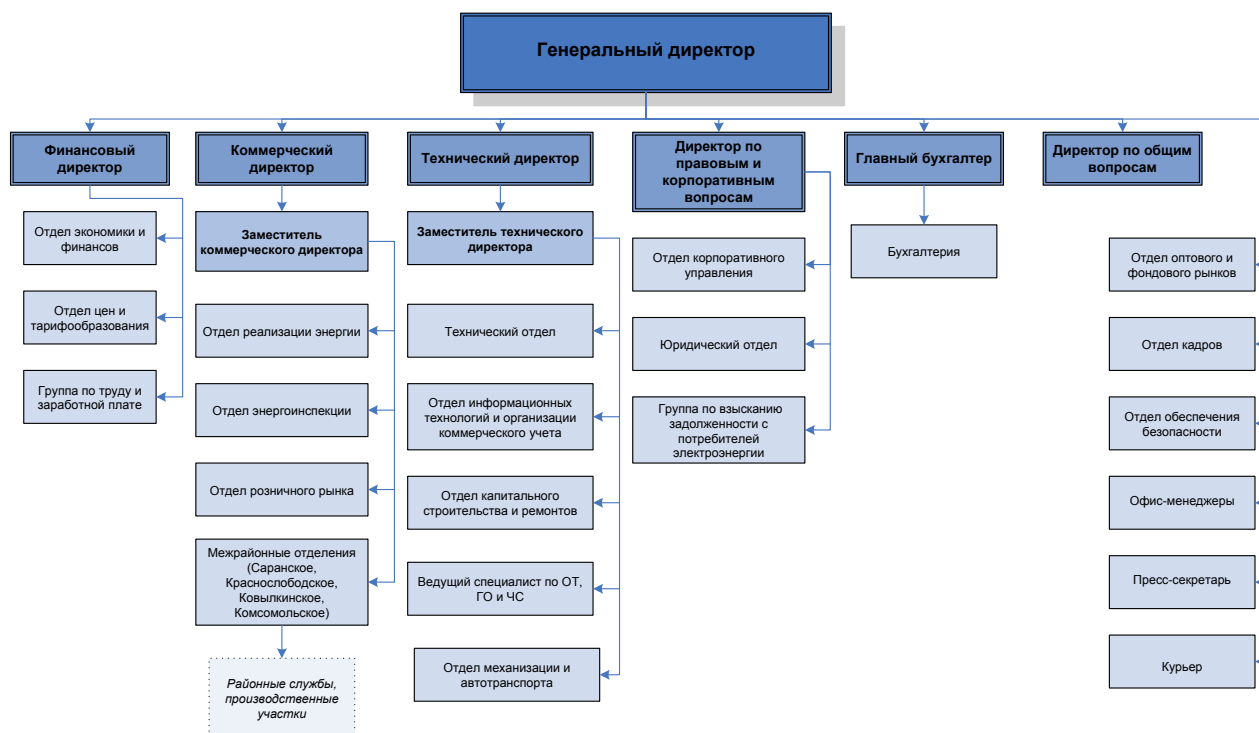 Генеральный директор
Финансовый
директор
Коммерческий
директор
Технический директор
Директор по
правовым и
корпоративным
вопросам
Главный бухгалтер
Директор по общим
вопросам
Отдел экономики и
финансов
Отдел цен и
тарифообразования
Группа по труду и
заработной плате
Заместитель
коммерческого директора
Отдел реализации энергии
Отдел энергоинспекции
Отдел розничного рынка
Межрайонные отделения
(Саранское,
Краснослободское,
Ковылкинское,
Комсомольское)
Районные службы,
производственные
участки
Заместитель технического
директора
Технический отдел
Отдел информационных
технологий и организации
коммерческого учета
Отдел капитального
строительства и ремонтов
Ведущий специалист по ОТ,
ГО и ЧС
Отдел механизации и
автотранспорта
Отдел корпоративного
управления
Юридический отдел
Группа по взысканию
задолженности с
потребителей
электроэнергии
Бухгалтерия
Отдел оптового и
фондового рынков
Отдел кадров
Отдел обеспечения
безопасности
Офис-менеджеры
Пресс-секретарь
Курьер